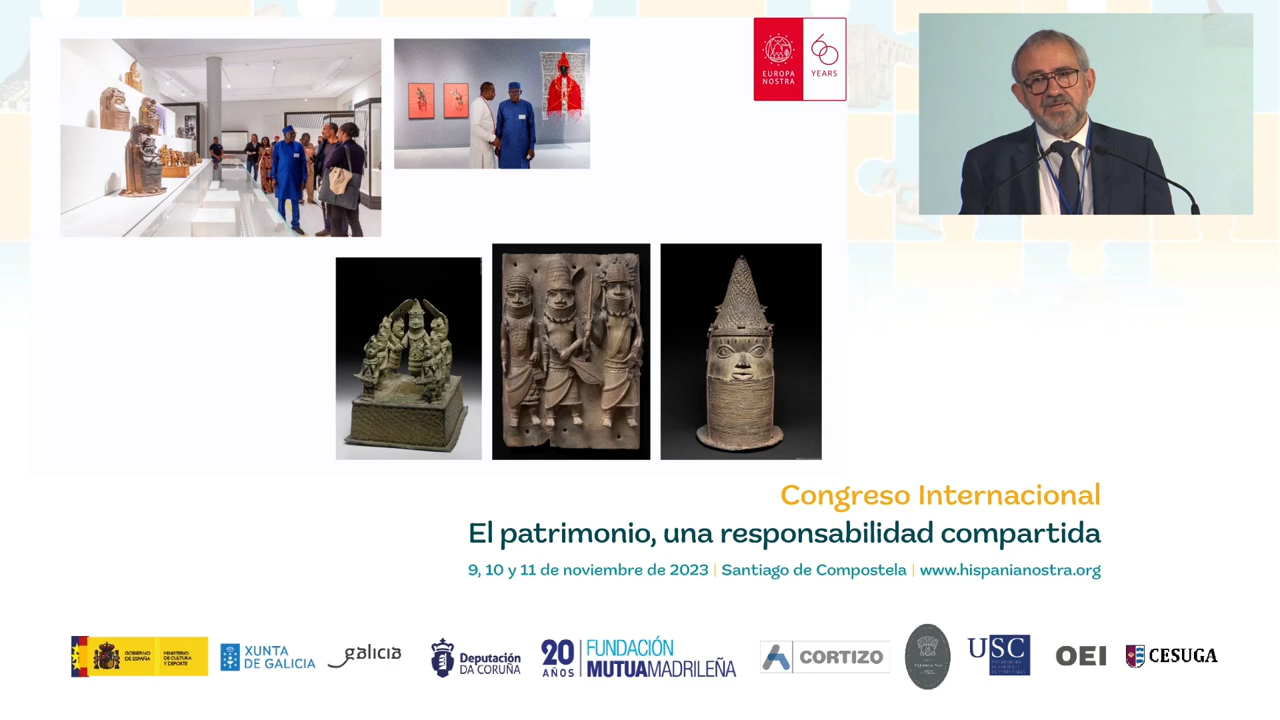 EUROPA
NOSTRA
60
YEARS
Congreso Internacional
El patrimonio, una responsabilidad compartida
9, 10 y 11 de noviembre de 2023 | Santiago de Compostela | www.hispanianostra.org
GOBIERNO
DE ESPAÑA
MINISTERIO
DE CULTURA
Y DEPORTE
XUNTA
DE GALICIA
galicia
Deputación
DA CORUÑA
20
AÑOS
FUNDACIÓN
MUTUAMADRILEÑA
CORTIZO
USC
OEI
CESUGA